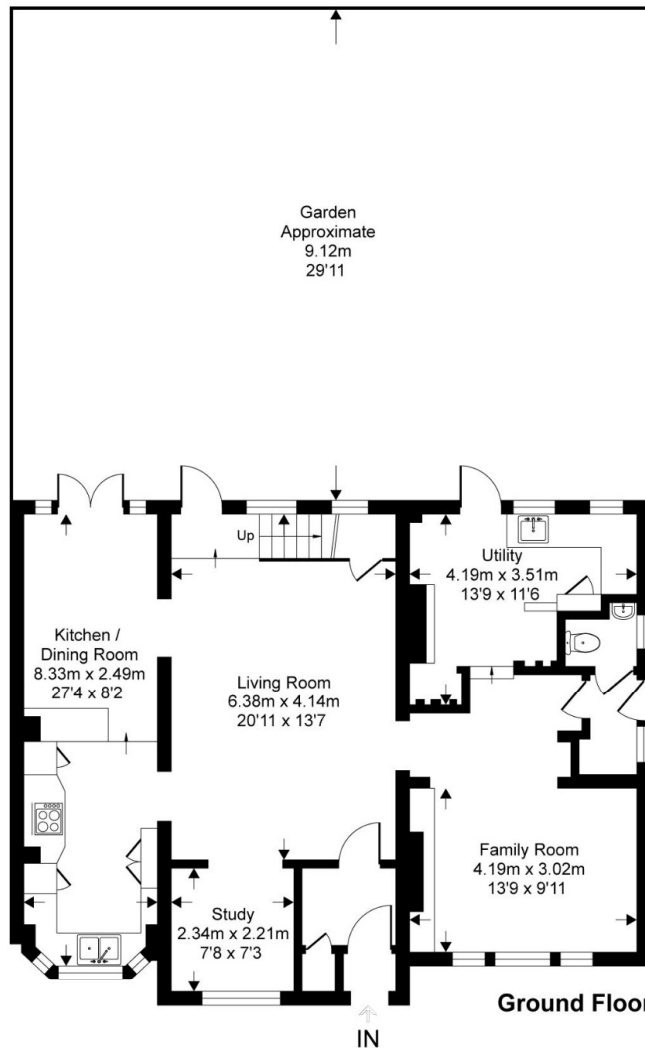 Garden
Approximate
9.12m
29'11
Up
Utility
4.19m x 3.51m
13'9 x 11'6
Kitchen /
Dining Room
8.33m x 2.49m
27'4 x 8'2
Living Room
6.38m x 4.14m
20'11 x 13'7
Family Room
4.19m x 3.02m
13'9 x 9'11
Study
2.34m x 2.21m
7'8 x 7'3
Ground Floor
IN